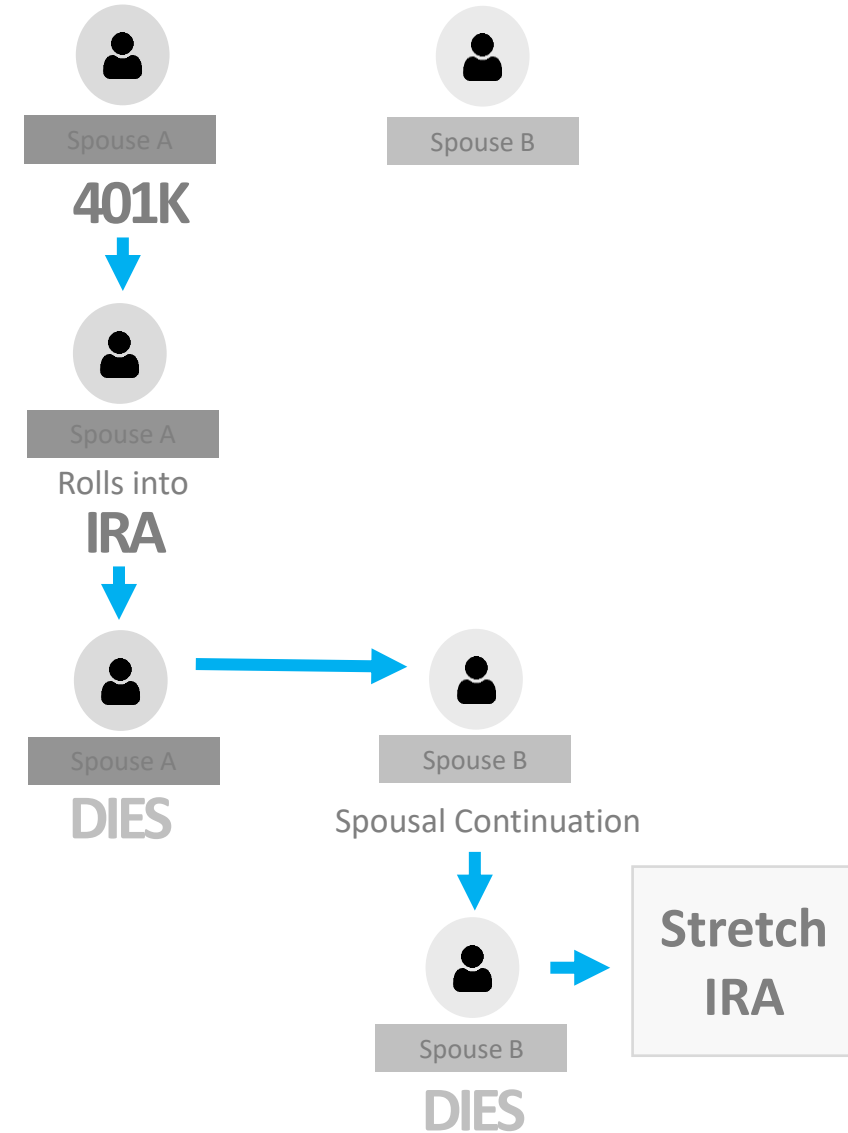 Spouse A
Spouse B
401K
Spouse A
Rolls into
IRA
Spouse A
DIES
Spouse B
Spousal Continuation
Stretch
IRA
Spouse B
DIES